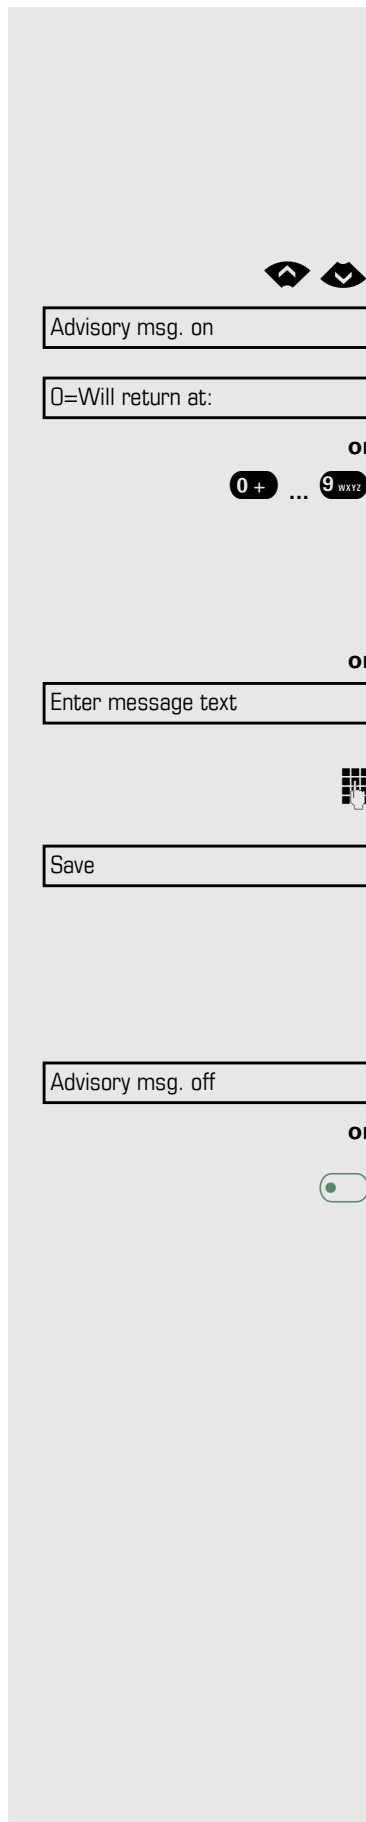 Advisory msg. on
0=Will return at:
or
0 + ... 9 WXYZ
or
Enter message text
Save
Advisory msg. off
or